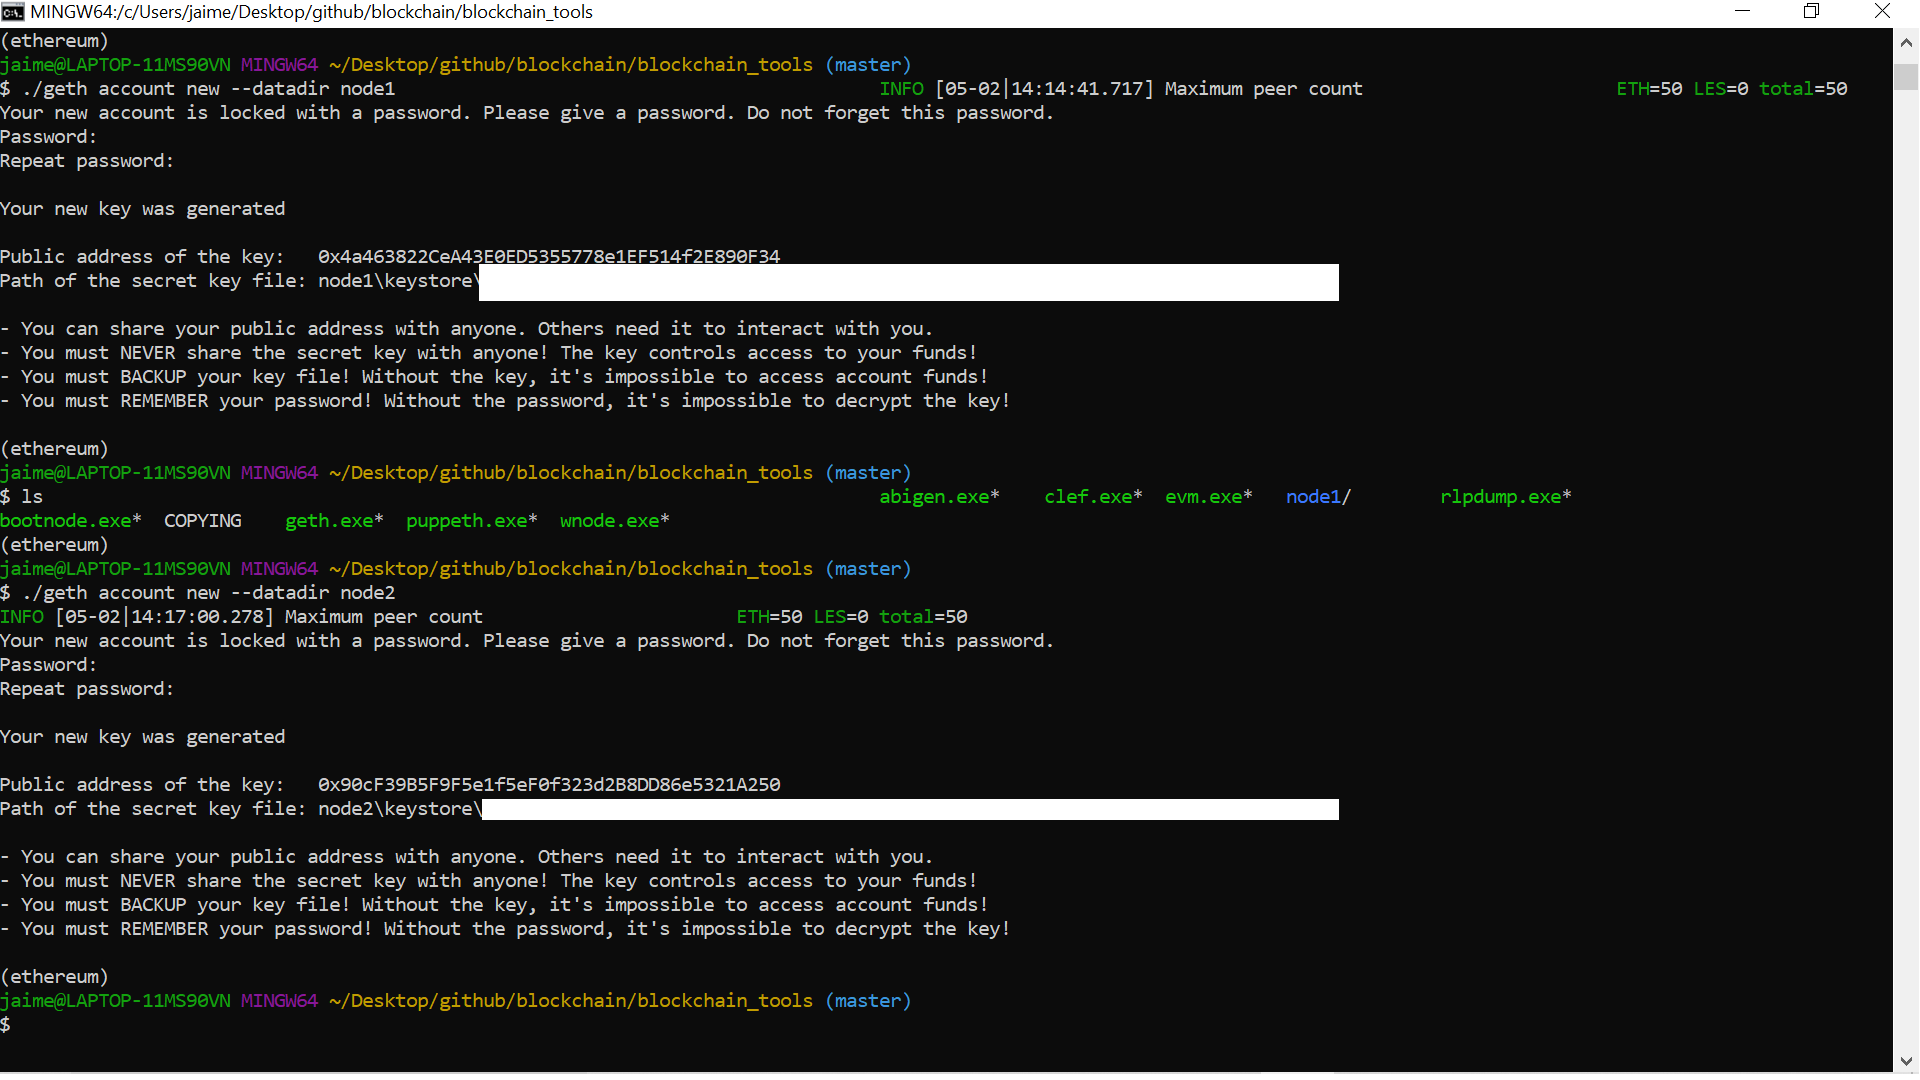 MINGW64:/c/Users/jaime/Desktop/github/blockchain/blockchain_tools
(ethereum)
jaime@LAPTOP-11MS90VN MINGW64 ~/Desktop/github/blockchain/blockchain_tools (master)
$ ./geth account new --datadir node1 INFO [05-02|14:14:41.717] Maximum peer count ETH=50 LES=0 total=50
Your new account is locked with a password. Please give a password. Do not forget this password.
Password:
Repeat password:
Your new key was generated
Public address of the key: 0x4a463822CeA43E0ED5355778e1EF514f2E890F34
Path of the secret key file: node1\keystore\
- You can share your public address with anyone. Others need it to interact with you.
- You must NEVER share the secret key with anyone! The key controls access to your funds!
- You must BACKUP your key file! Without the key, it's impossible to access account funds!
- You must REMEMBER your password! Without the password, it's impossible to decrypt the key!
(ethereum)
jaime@LAPTOP-11MS90VN MINGW64 ~/Desktop/github/blockchain/blockchain_tools (master)
$ ls abigen.exe* clef.exe* evm.exe* node1/ rlpdump.exe*
bootnode.exe* COPYING geth.exe* puppeth.exe* wnode.exe*
(ethereum)
jaime@LAPTOP-11MS90VN MINGW64 ~/Desktop/github/blockchain/blockchain_tools (master)
$ ./geth account new --datadir node2
INFO [05-02|14:17:00.278] Maximum peer count ETH=50 LES=0 total=50
Your new account is locked with a password. Please give a password. Do not forget this password.
Password:
Repeat password:
Your new key was generated
Public address of the key: 0x90cF39B5F9F5e1f5eF0f323d2B8DD86e5321A250
Path of the secret key file: node2\keystore\
- You can share your public address with anyone. Others need it to interact with you.
- You must NEVER share the secret key with anyone! The key controls access to your funds!
- You must BACKUP your key file! Without the key, it's impossible to access account funds!
- You must REMEMBER your password! Without the password, it's impossible to decrypt the key!
(ethereum)
jaime@LAPTOP-11MS90VN MINGW64 ~/Desktop/github/blockchain/blockchain_tools (master)
$